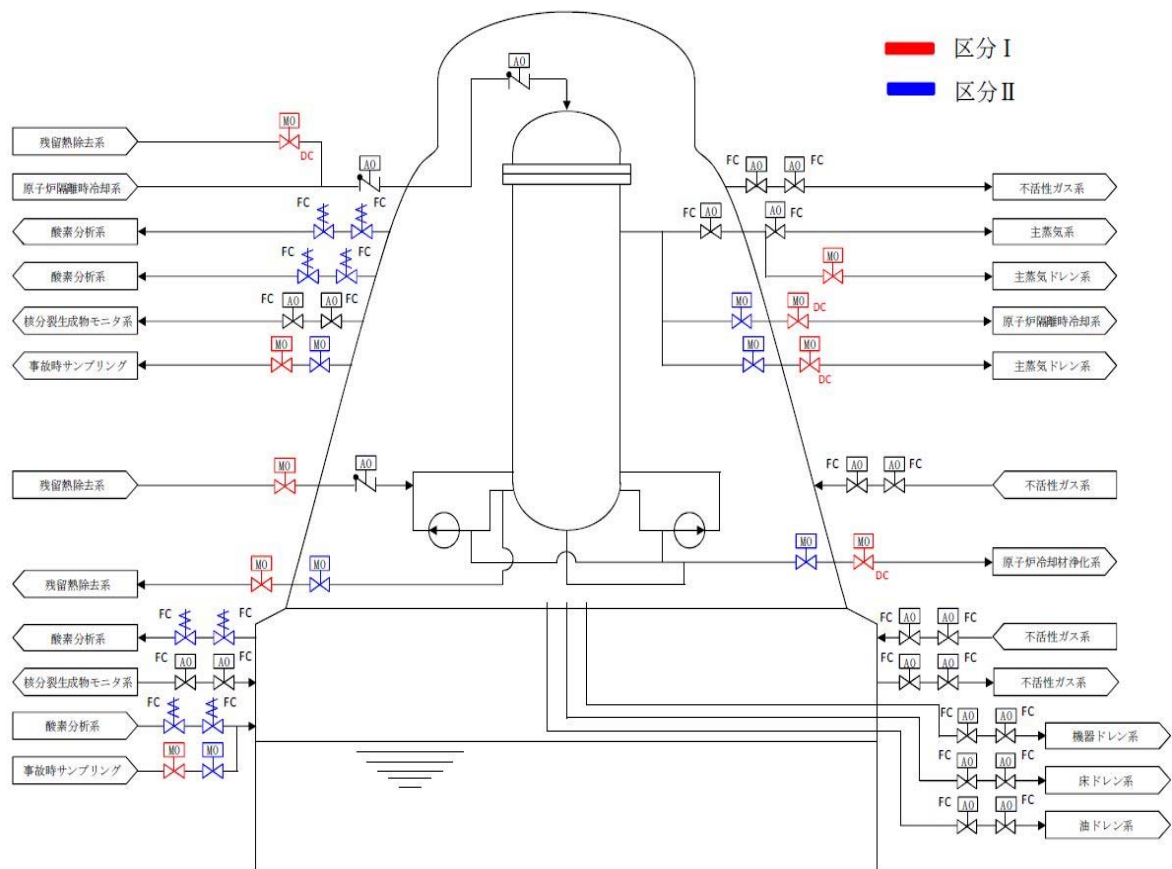 区分Ⅰ
区分Ⅱ
AO
MO
残留熱除去系
DC
原子炉隔離時冷却系
AO
FC
FC
酸素分析系
FC
FC
酸素分析系
FC
AO
AO
FC
核分裂生成物モニタ系
MO
MO
事故時サンプリング
FC
AO
AO
FC
不活性ガス系
FC
AO
AO
FC
主蒸気系
MO
主蒸気ドレン系
MO
MO
DC
原子炉隔離時冷却系
MO
MO
DC
主蒸気ドレン系
MO
AO
残留熱除去系
FC
AO
AO
FC
不活性ガス系
MO
MO
残留熱除去系
MO
MO
DC
原子炉冷却材浄化系
FC
FC
酸素分析系
FC
AO
AO
FC
核分裂生成物モニタ系
FC
FC
酸素分析系
MO
MO
事故時サンプリング
FC
AO
AO
FC
不活性ガス系
FC
AO
AO
FC
不活性ガス系
FC
AO
AO
FC
機器ドレン系
FC
AO
AO
FC
床ドレン系
FC
AO
AO
FC
油ドレン系